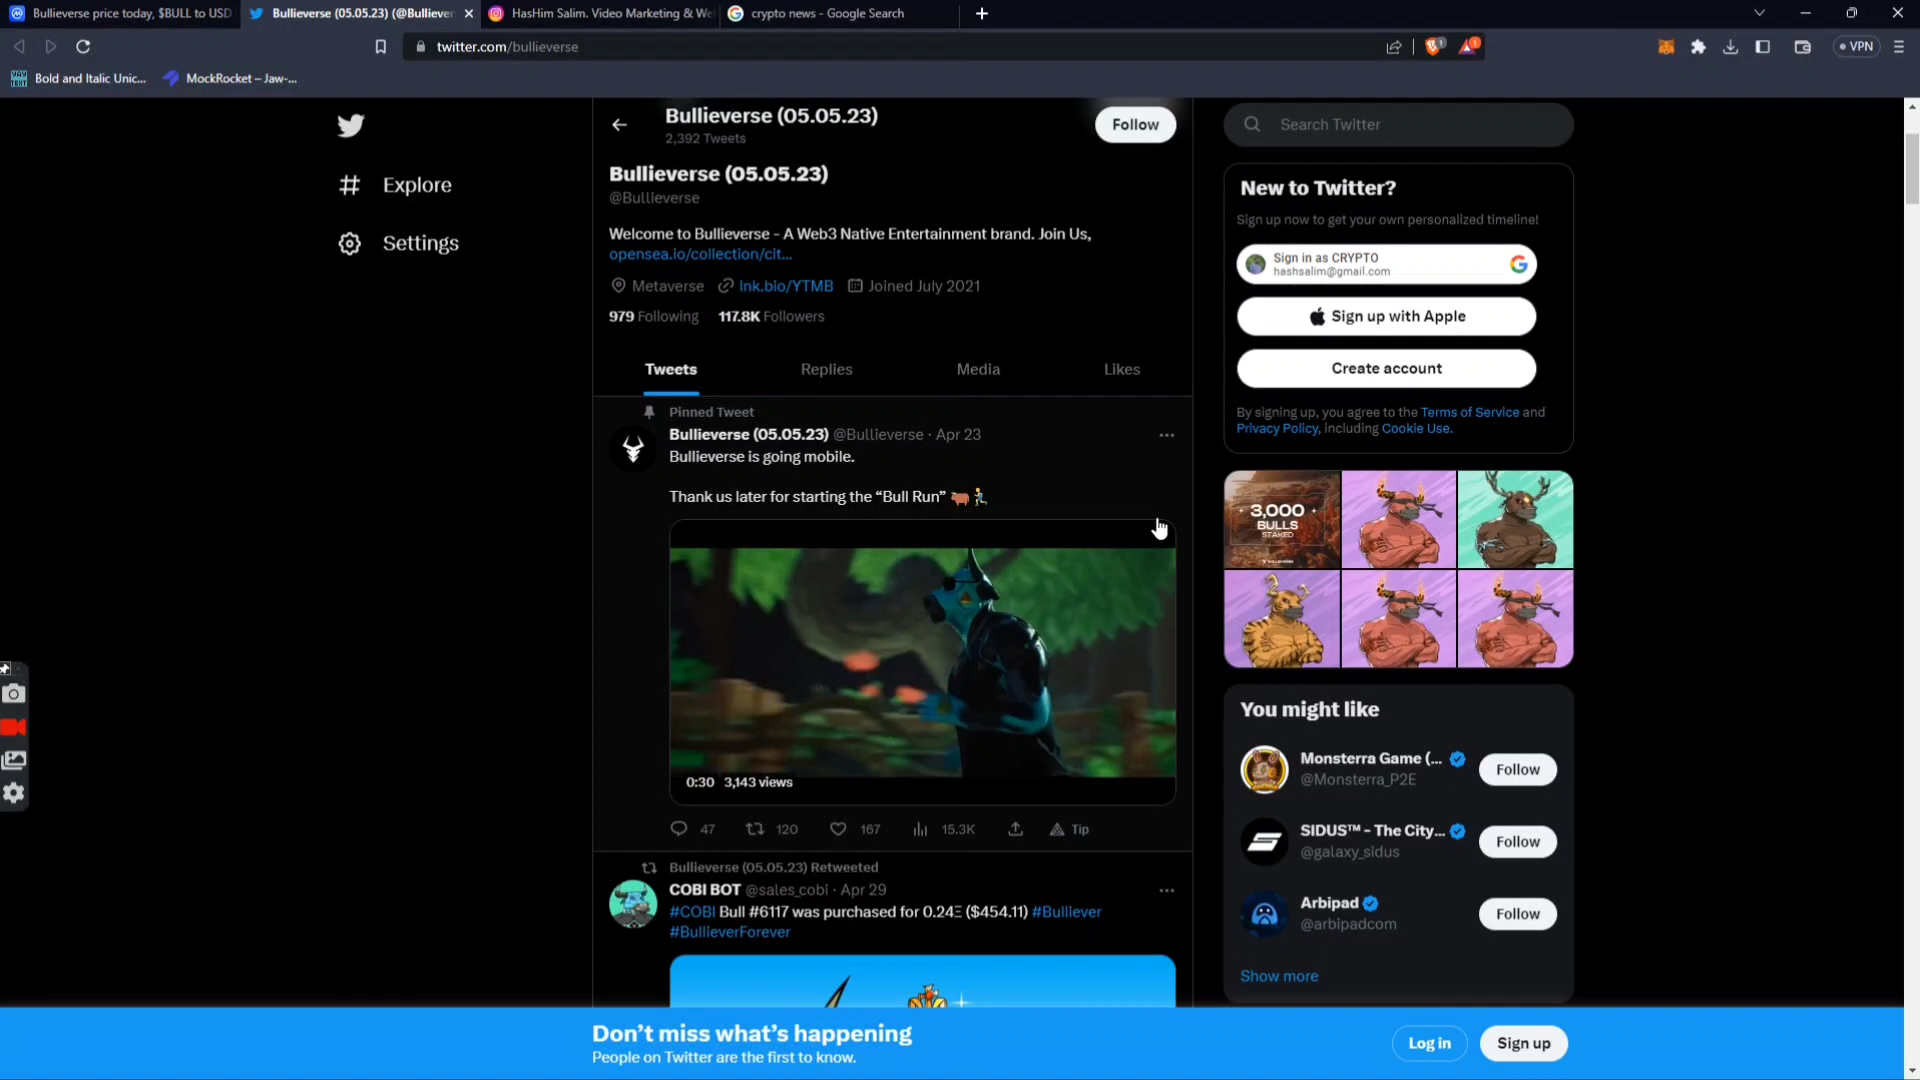 Bullieverse price today, $BULL to USD
Bullieverse (05.05.23) (@Bulliever
HasHim Salim. Video Marketing & We
crypto news - Google Search
twitter.com/bullieverse
1
1
VPN
Bold and Italic Unic...
MockRocket – Jaw-...
Explore
Settings
Bullieverse (05.05.23)
2,392 Tweets
Follow
Bullieverse (05.05.23)
@Bullieverse
Welcome to Bullieverse - A Web3 Native Entertainment brand. Join Us,
opensea.io/collection/cit...
Metaverse lnk.bio/YTMB Joined July 2021
979 Following 117.8K Followers
Tweets
Replies
Media
Likes
Pinned Tweet
Bullieverse (05.05.23) @Bullieverse · Apr 23
Bullieverse is going mobile.
Thank us later for starting the “Bull Run” 🐂🏃
0:30 3,143 views
47 120 167 15.3K Tip
Bullieverse (05.05.23) Retweeted
COBI BOT @sales_cobi · Apr 29
#COBI Bull #6117 was purchased for 0.24Ξ ($454.11) #Bulliever
#BullieverForever
Search Twitter
New to Twitter?
Sign up now to get your own personalized timeline!
Sign in as CRYPTO
hashsalim@gmail.com
Sign up with Apple
Create account
By signing up, you agree to the Terms of Service and
Privacy Policy, including Cookie Use.
3,000
BULLS
STAKED
You might like
Monsterra Game (...
@Monsterra_P2E
Follow
SIDUS™ - The City...
@galaxy_sidus
Follow
Arbipad
@arbipadcom
Follow
Show more
Don’t miss what’s happening
People on Twitter are the first to know.
Log in
Sign up